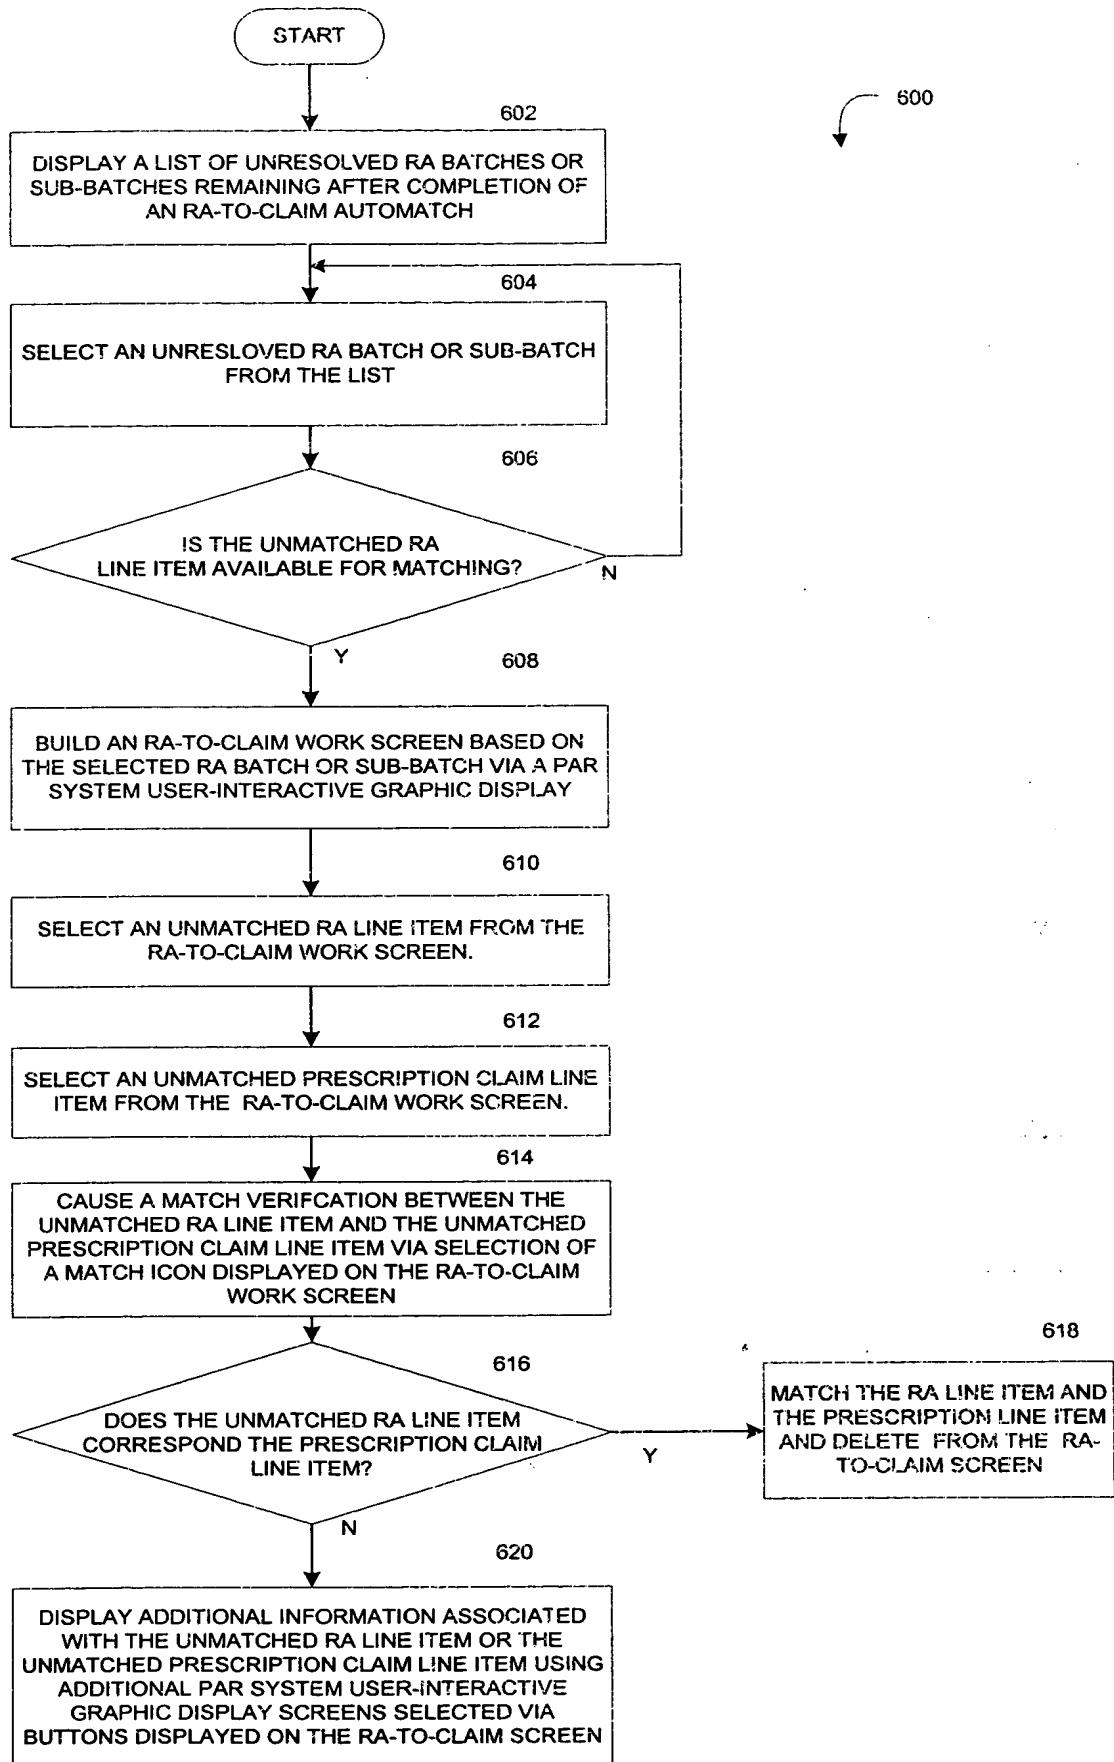 START
600
602
DISPLAY A LIST OF UNRESOLVED RA BATCHES OR
SUB-BATCHES REMAINING AFTER COMPLETION OF
AN RA-TO-CLAIM AUTOMATCH
604
SELECT AN UNRESLOVED RA BATCH OR SUB-BATCH
FROM THE LIST
606
IS THE UNMATCHED RA
LINE ITEM AVAILABLE FOR MATCHING?
N
Y
608
BUILD AN RA-TO-CLAIM WORK SCREEN BASED ON
THE SELECTED RA BATCH OR SUB-BATCH VIA A PAR
SYSTEM USER-INTERACTIVE GRAPHIC DISPLAY
610
SELECT AN UNMATCHED RA LINE ITEM FROM THE
RA-TO-CLAIM WORK SCREEN.
612
SELECT AN UNMATCHED PRESCRIPTION CLAIM LINE
ITEM FROM THE RA-TO-CLAIM WORK SCREEN.
614
CAUSE A MATCH VERIFCATION BETWEEN THE
UNMATCHED RA LINE ITEM AND THE UNMATCHED
PRESCRIPTION CLAIM LINE ITEM VIA SELECTION OF
A MATCH ICON DISPLAYED ON THE RA-TO-CLAIM
WORK SCREEN
616
DOES THE UNMATCHED RA LINE ITEM
CORRESPOND THE PRESCRIPTION CLAIM
LINE ITEM?
Y
N
618
MATCH THE RA LINE ITEM AND
THE PRESCRIPTION LINE ITEM
AND DELETE FROM THE RA-
TO-CLAIM SCREEN
620
DISPLAY ADDITIONAL INFORMATION ASSOCIATED
WITH THE UNMATCHED RA LINE ITEM OR THE
UNMATCHED PRESCRIPTION CLAIM LINE ITEM USING
ADDITIONAL PAR SYSTEM USER-INTERACTIVE
GRAPHIC DISPLAY SCREENS SELECTED VIA
BUTTONS DISPLAYED ON THE RA-TO-CLAIM SCREEN